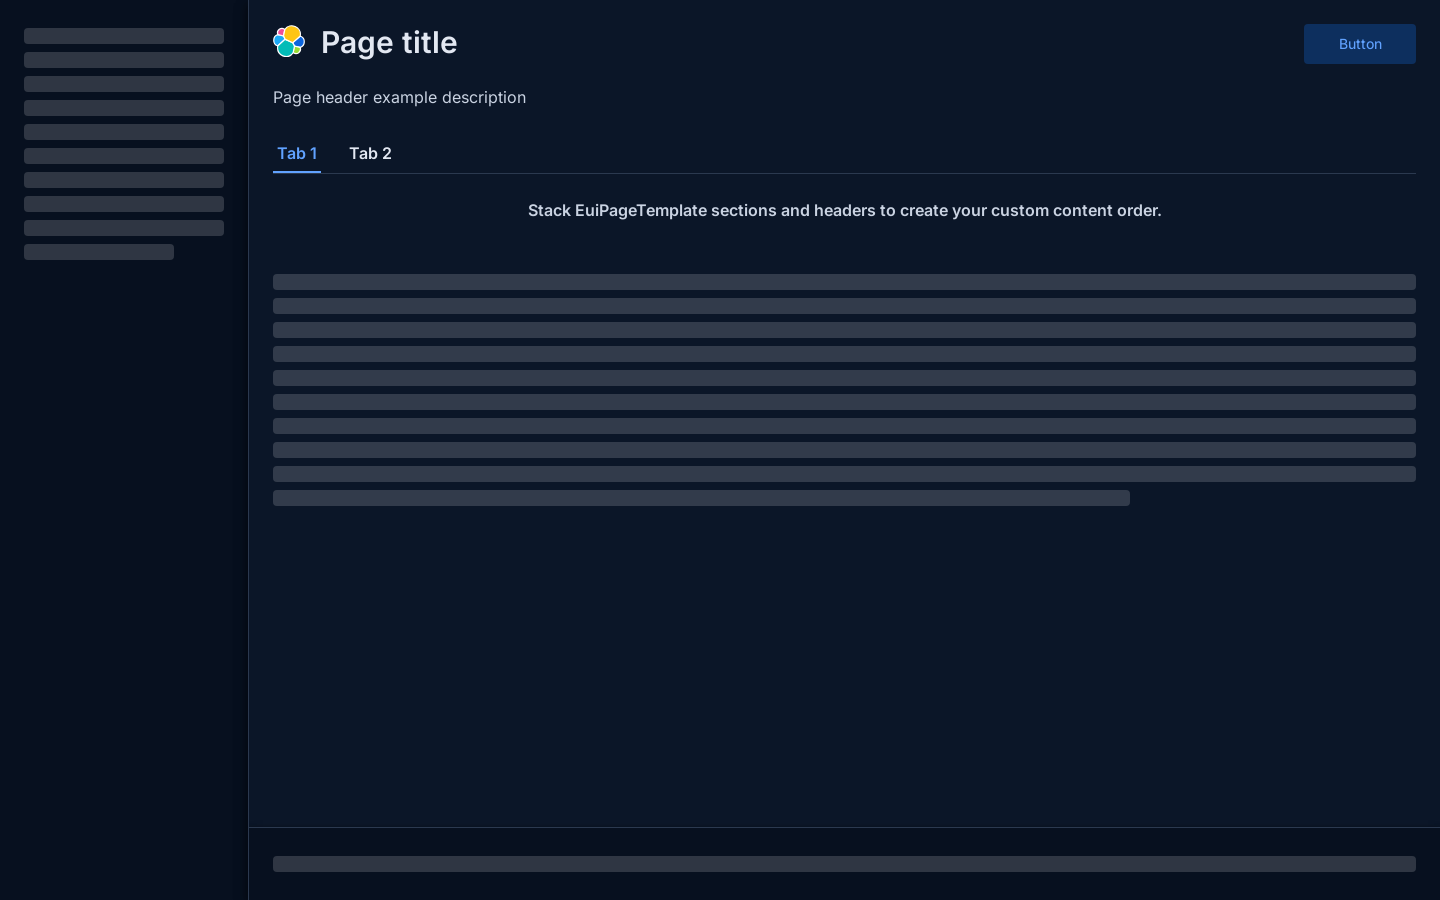 Page title
Button
Page header example description
Tab 1
Tab 2
Stack EuiPageTemplate sections and headers to create your custom content order.